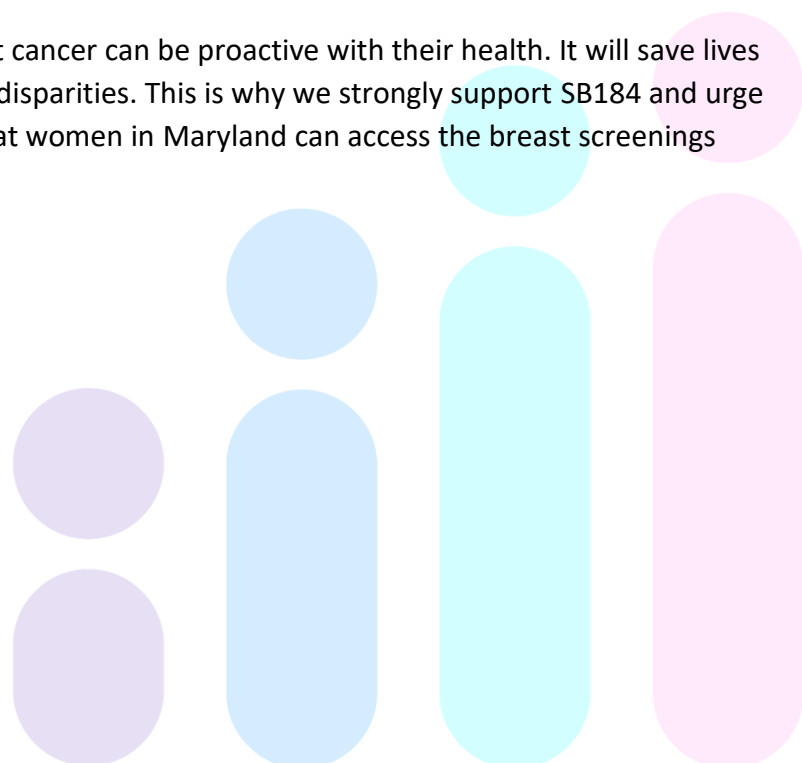 cancer can be proactive with their health. It will save lives
disparities. This is why we strongly support SB184 and urge
women in Maryland can access the breast screenings